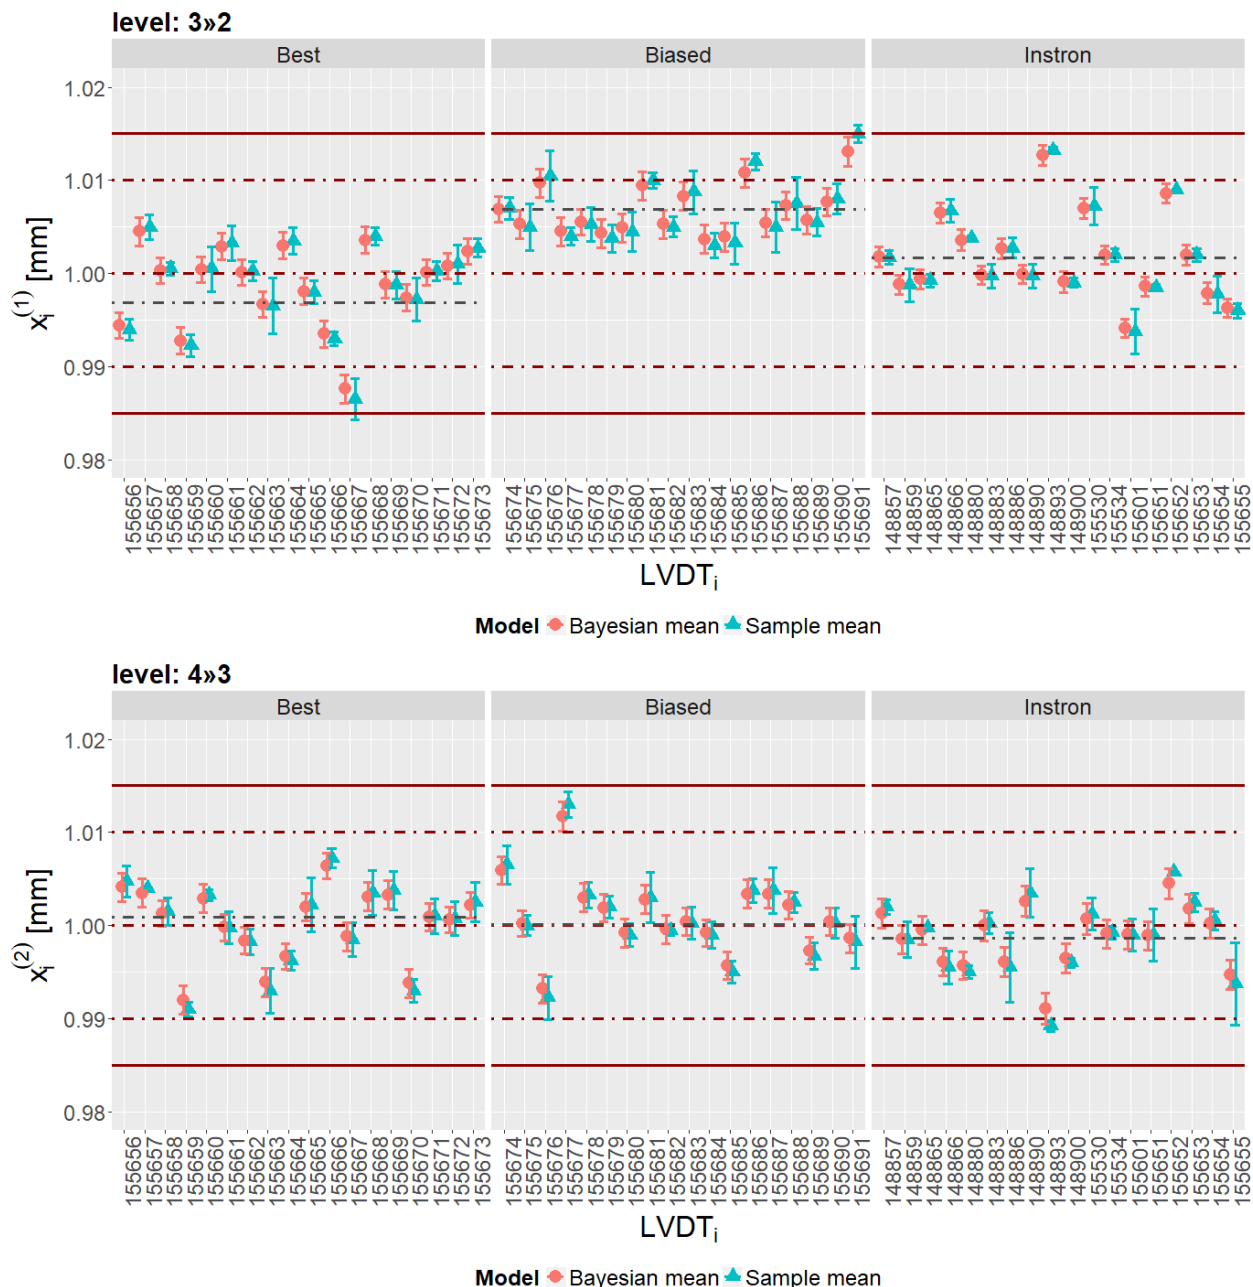 level: 3»2
Best Biased Instron
1.02
1.01
1.00
0.99
0.98
x_i^(1) [mm]
155656 155657 155658 155659 155660 155661 155662 155663 155664 155665 155666 155667 155668 155669 155670 155671 155672 155673 155674 155675 155676 155677 155678 155679 155680 155681 155682 155683 155684 155685 155686 155687 155688 155689 155690 155691 148857 148859 148865 148866 148880 148883 148886 148890 148893 148900 155530 155534 155601 155651 155652 155653 155654 155655
LVDT_i
Model Bayesian mean Sample mean
level: 4»3
Best Biased Instron
1.02
1.01
1.00
0.99
0.98
x_i^(2) [mm]
155656 155657 155658 155659 155660 155661 155662 155663 155664 155665 155666 155667 155668 155669 155670 155671 155672 155673 155674 155675 155676 155677 155678 155679 155680 155681 155682 155683 155684 155685 155686 155687 155688 155689 155690 155691 148857 148859 148865 148866 148880 148883 148886 148890 148893 148900 155530 155534 155601 155651 155652 155653 155654 155655
LVDT_i
Model Bayesian mean Sample mean